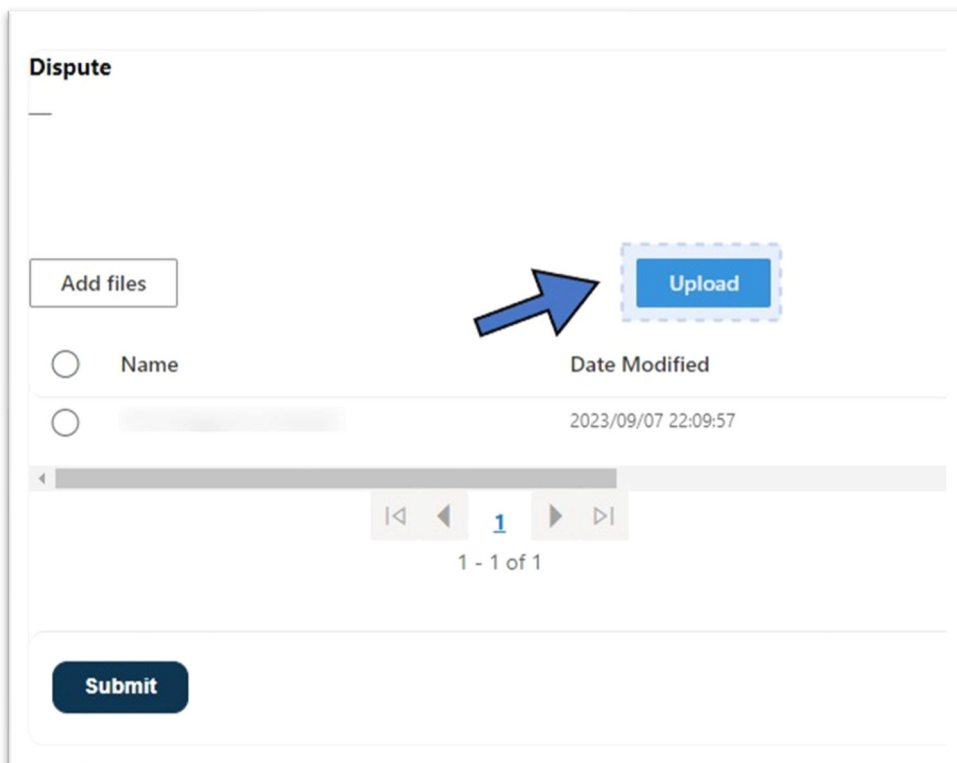 Dispute
Add files
Upload
Name
Date Modified
2023/09/07 22:09:57
1
1 - 1 of 1
Submit